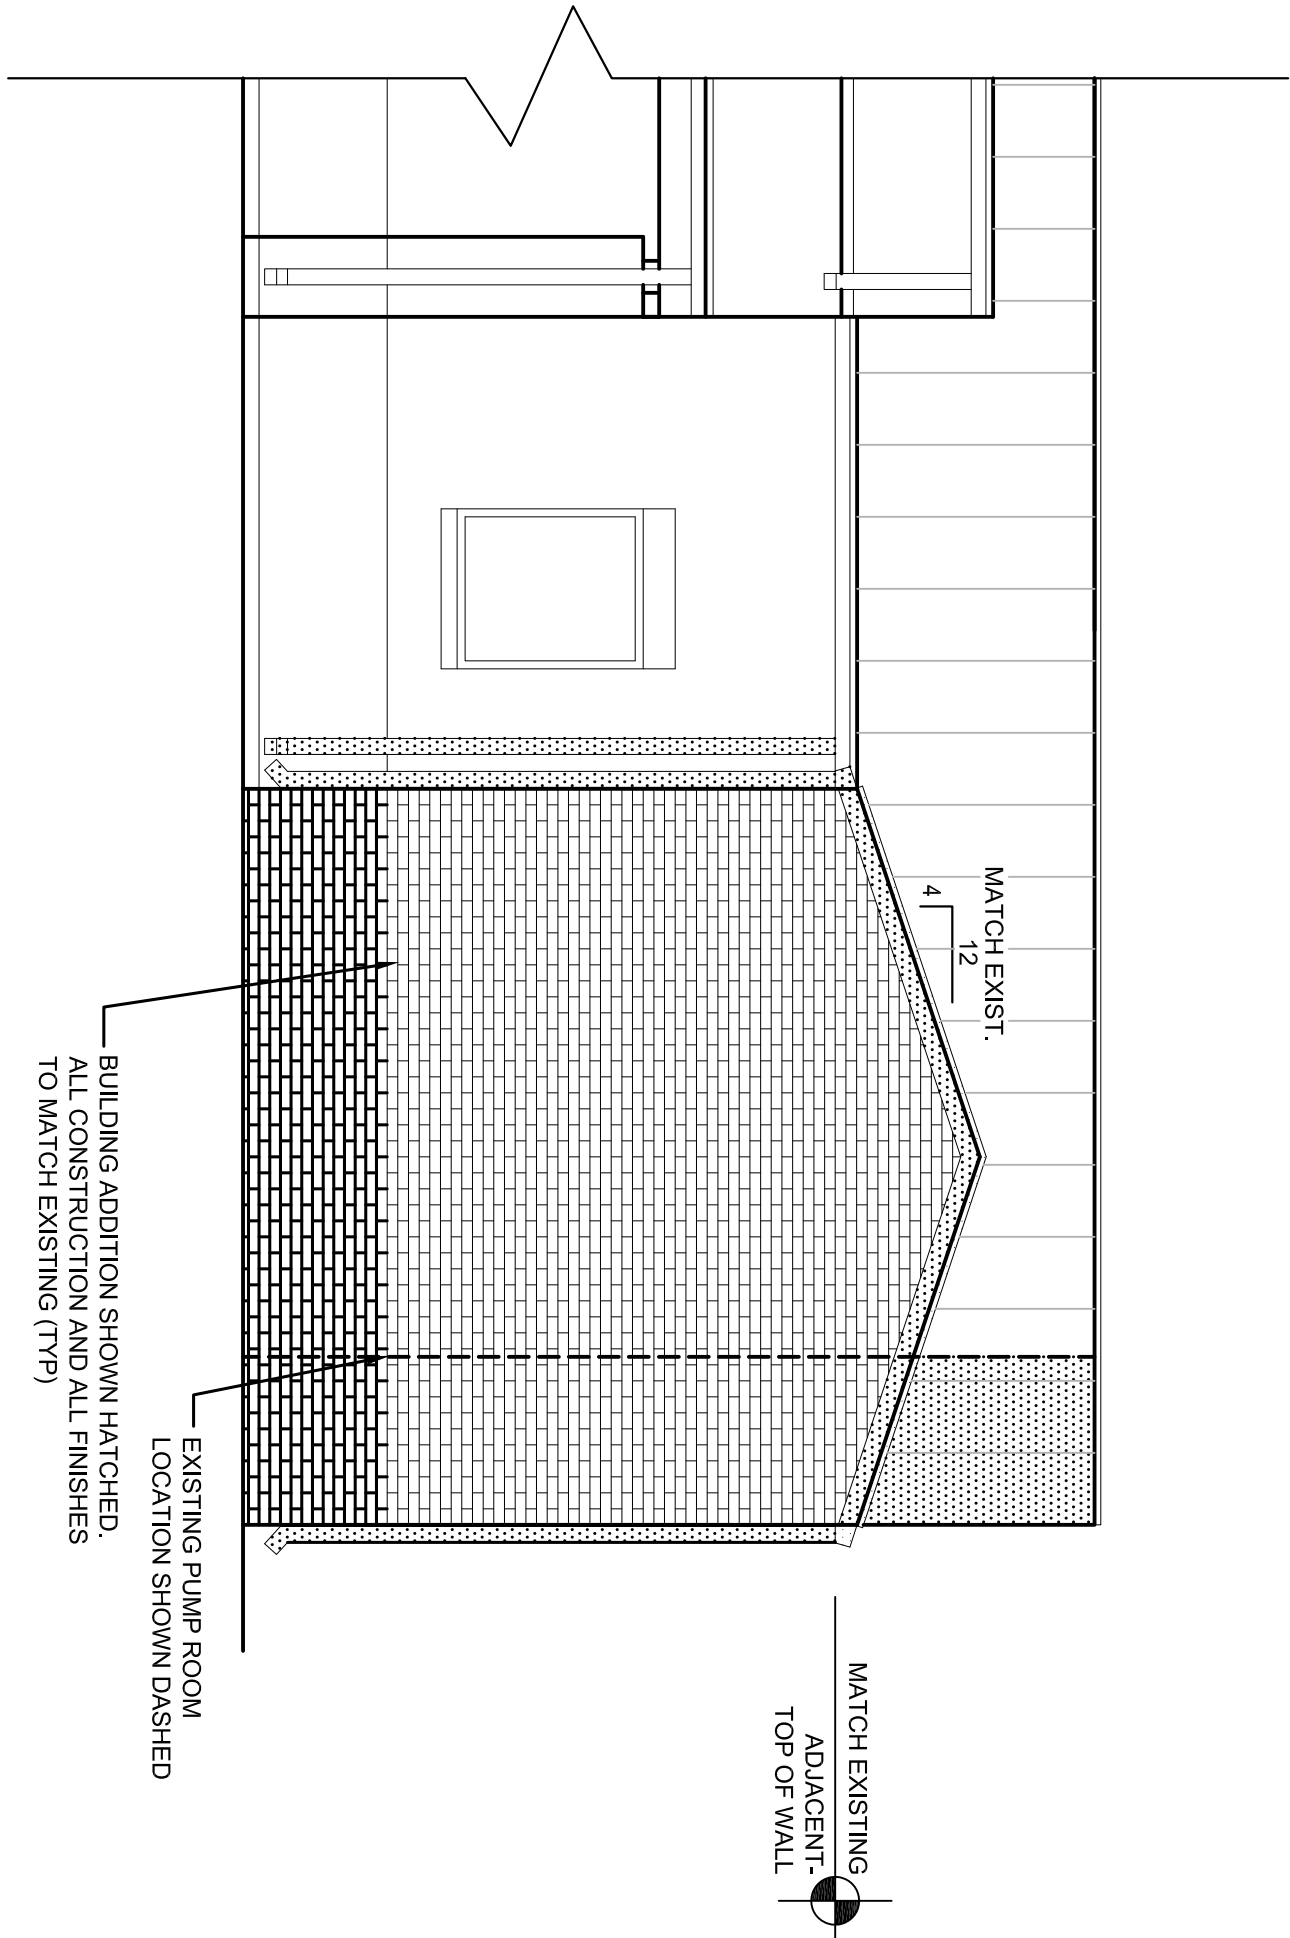 MATCH EXIST.
12
4
MATCH EXISTING
ADJACENT-
TOP OF WALL
EXISTING PUMP ROOM
LOCATION SHOWN DASHED
BUILDING ADDITION SHOWN HATCHED.
ALL CONSTRUCTION AND ALL FINISHES
TO MATCH EXISTING (TYP)